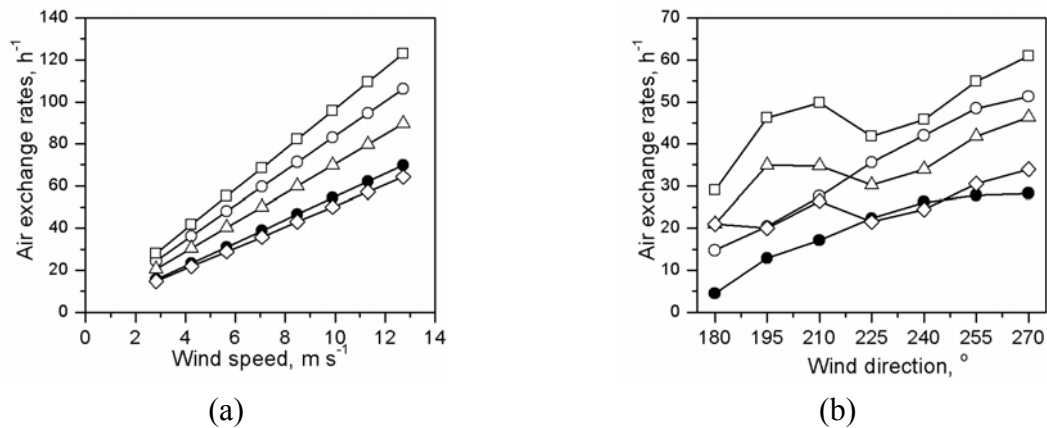 Air exchange rates, h⁻¹
140
120
100
80
60
40
20
0
0 2 4 6 8 10 12 14
Wind speed, m s⁻¹
(a)
Air exchange rates, h⁻¹
70
60
50
40
30
20
10
0
180 195 210 225 240 255 270
Wind direction, °
(b)